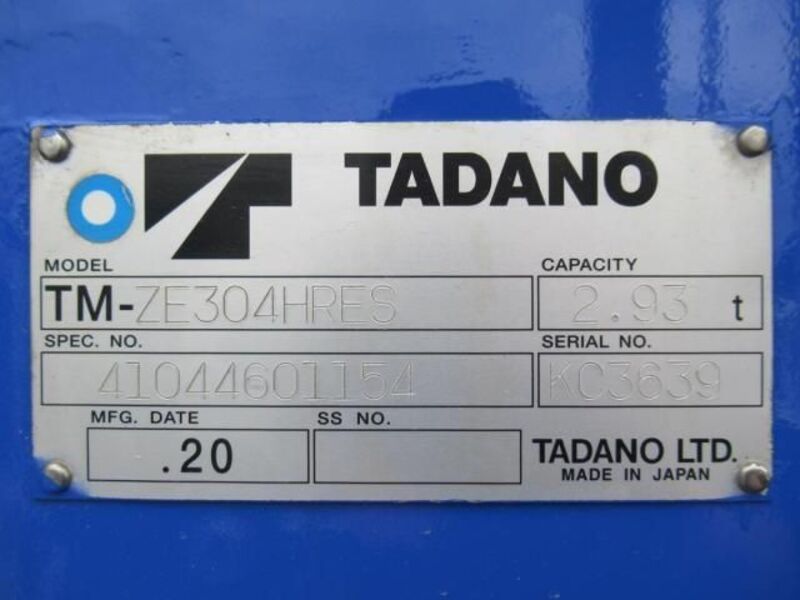 TADANO
MODEL CAPACITY
TM-ZE304HRES 2.93 t
SPEC. NO. SERIAL NO.
41044601154 KC3639
MFG. DATE SS NO.
.20
TADANO LTD.
MADE IN JAPAN